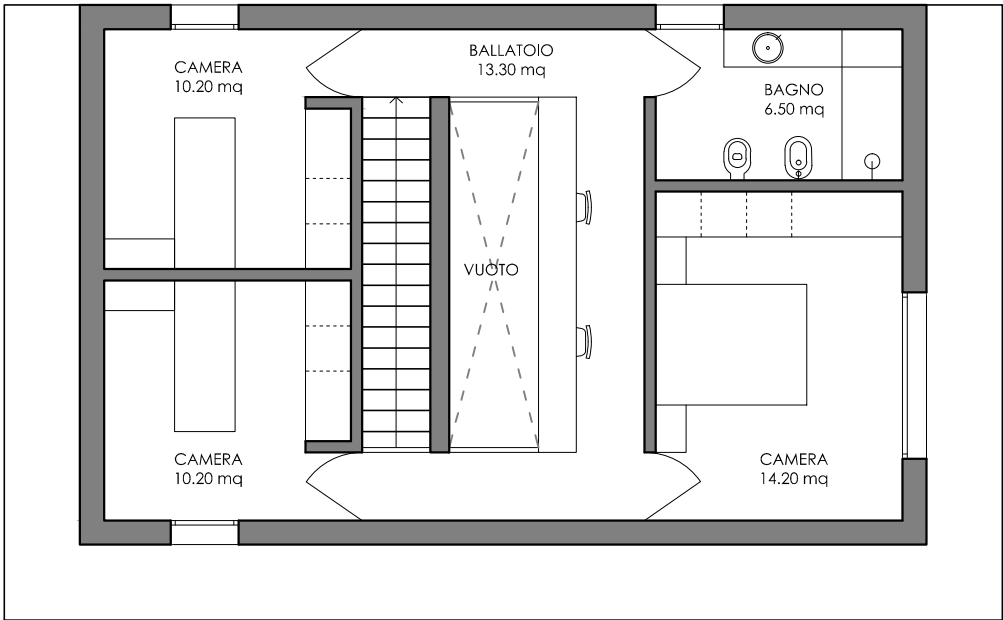 CAMERA
10.20 mq
BALLATOIO
13.30 mq
BAGNO
6.50 mq
VUOTO
CAMERA
10.20 mq
CAMERA
14.20 mq